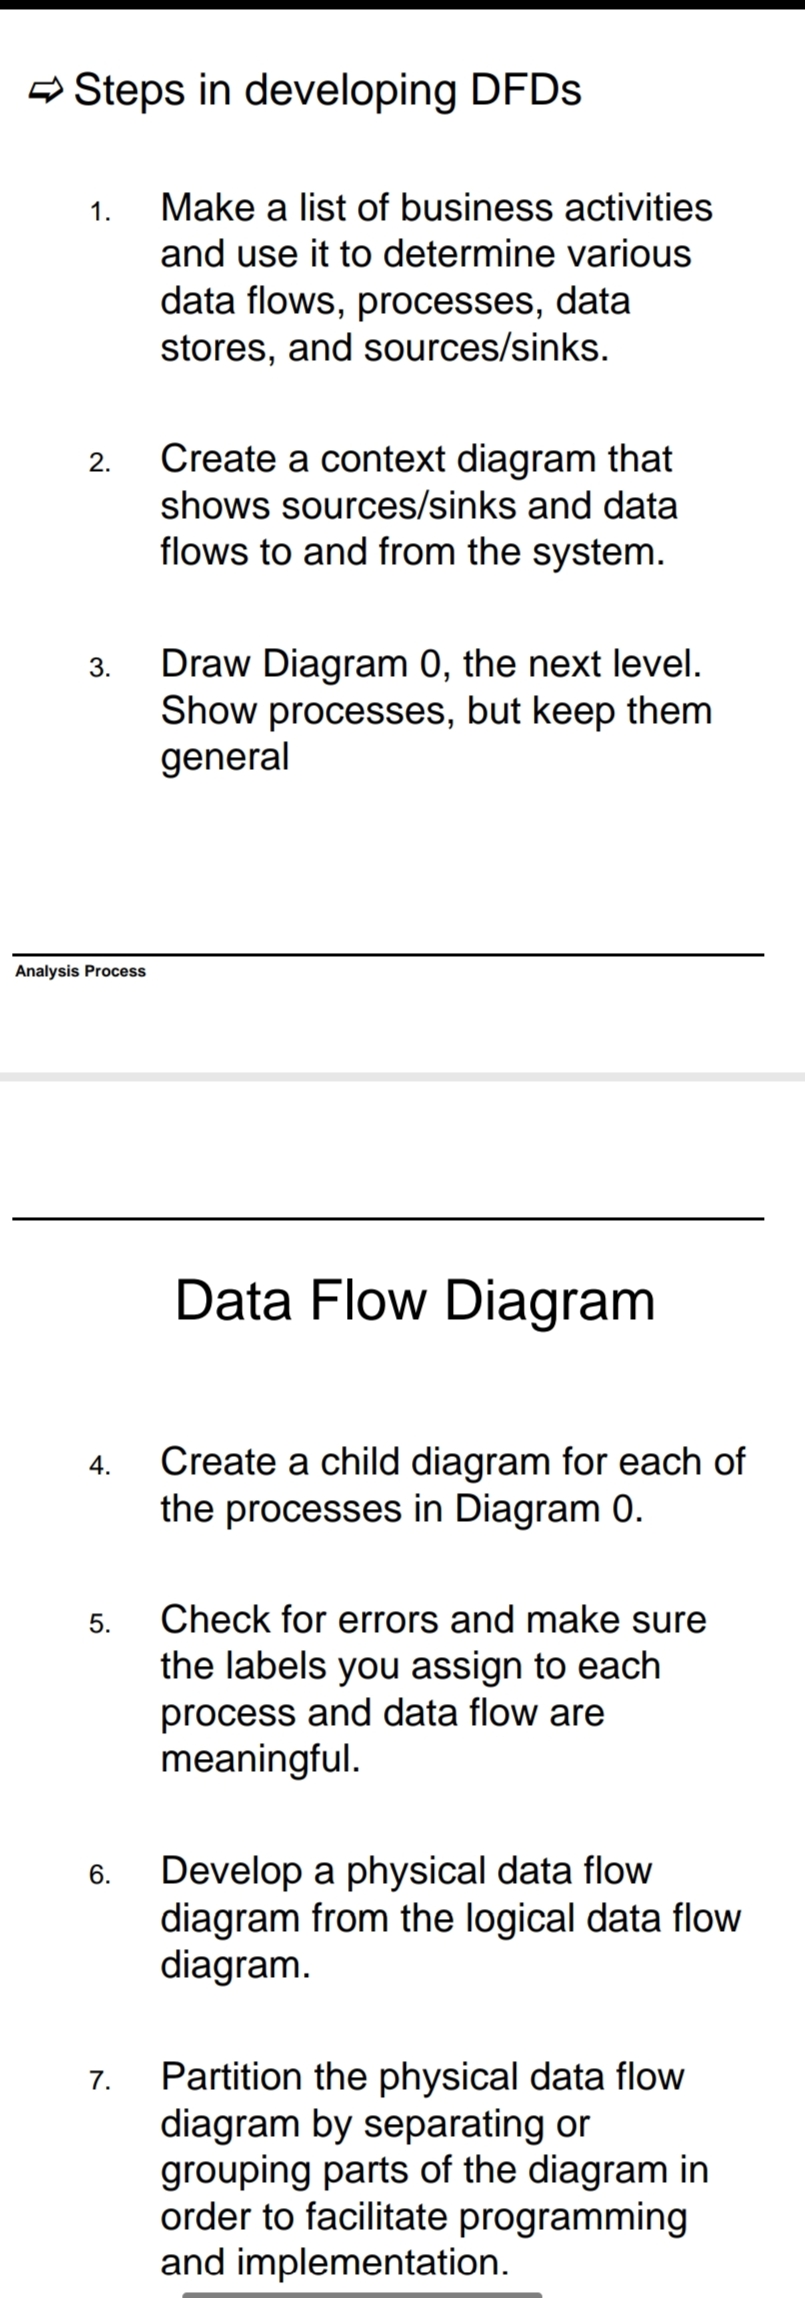 ⇨ Steps in developing DFDs
1. Make a list of business activities
and use it to determine various
data flows, processes, data
stores, and sources/sinks.
2. Create a context diagram that
shows sources/sinks and data
flows to and from the system.
3. Draw Diagram 0, the next level.
Show processes, but keep them
general
Analysis Process
Data Flow Diagram
4. Create a child diagram for each of
the processes in Diagram 0.
5. Check for errors and make sure
the labels you assign to each
process and data flow are
meaningful.
6. Develop a physical data flow
diagram from the logical data flow
diagram.
7. Partition the physical data flow
diagram by separating or
grouping parts of the diagram in
order to facilitate programming
and implementation.